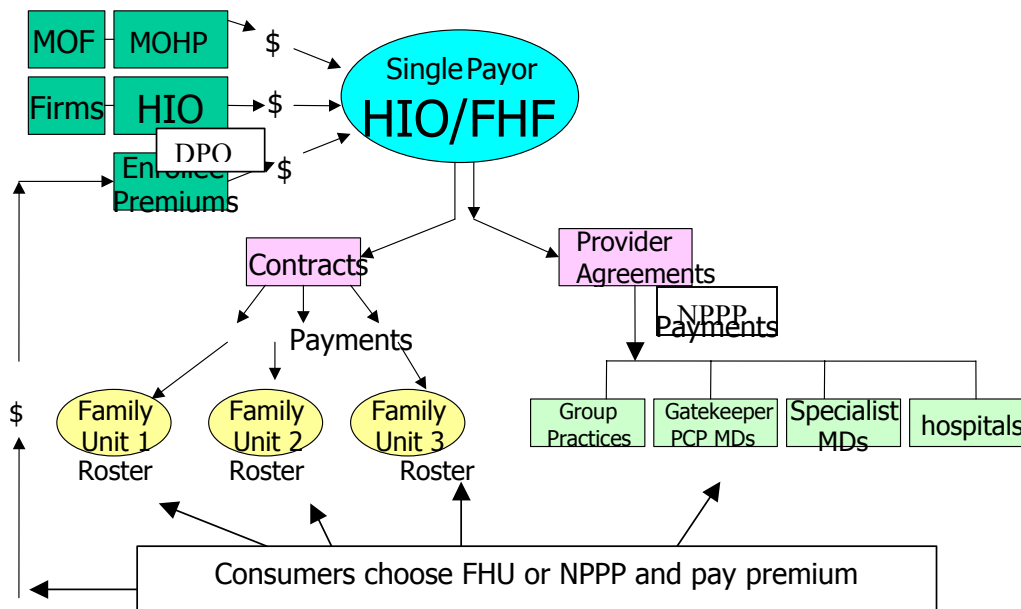 MOF
MOHP
$
Single Payor
HIO/FHF
Firms
HIO
$
DPO
$
Enrollee
Premiums
Contracts
Provider
Agreements
NPPP
Payments
Payments
$
Family
Unit 1
Roster
Family
Unit 2
Roster
Family
Unit 3
Roster
Group
Practices
Gatekeeper
PCP MDs
Specialist
MDs
hospitals
Consumers choose FHU or NPPP and pay premium